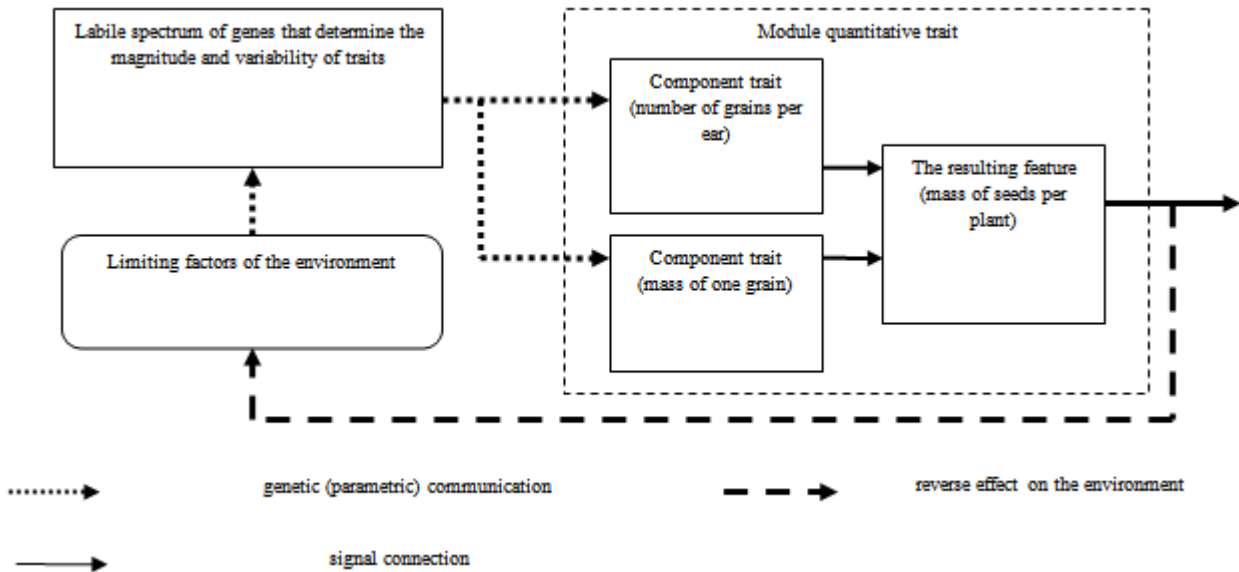 Labile spectrum of genes that determine the
magnitude and variability of traits
Module quantitative trait
Component trait
(number of grains per
ear)
The resulting feature
(mass of seeds per
plant)
Limiting factors of the environment
Component trait
(mass of one grain)
genetic (parametric) communication
reverse effect on the environment
signal connection